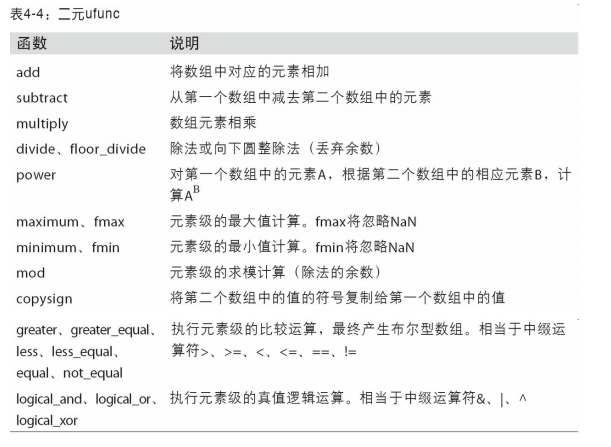 表4-4：二元ufunc
函数 说明
add 将数组中对应的元素相加
subtract 从第一个数组中减去第二个数组中的元素
multiply 数组元素相乘
divide、floor_divide 除法或向下圆整除法（丢弃余数）
power 对第一个数组中的元素A，根据第二个数组中的相应元素B，计
算A^B
maximum、fmax 元素级的最大值计算。fmax将忽略NaN
minimum、fmin 元素级的最小值计算。fmin将忽略NaN
mod 元素级的求模计算（除法的余数）
copysign 将第二个数组中的值的符号复制给第一个数组中的值
greater、greater_equal、 执行元素级的比较运算，最终产生布尔型数组。相当于中缀运
less、less_equal、 算符>、>=、<、<=、==、!=
equal、not_equal
logical_and、logical_or、 执行元素级的真值逻辑运算。相当于中缀运算符&、|、^
logical_xor